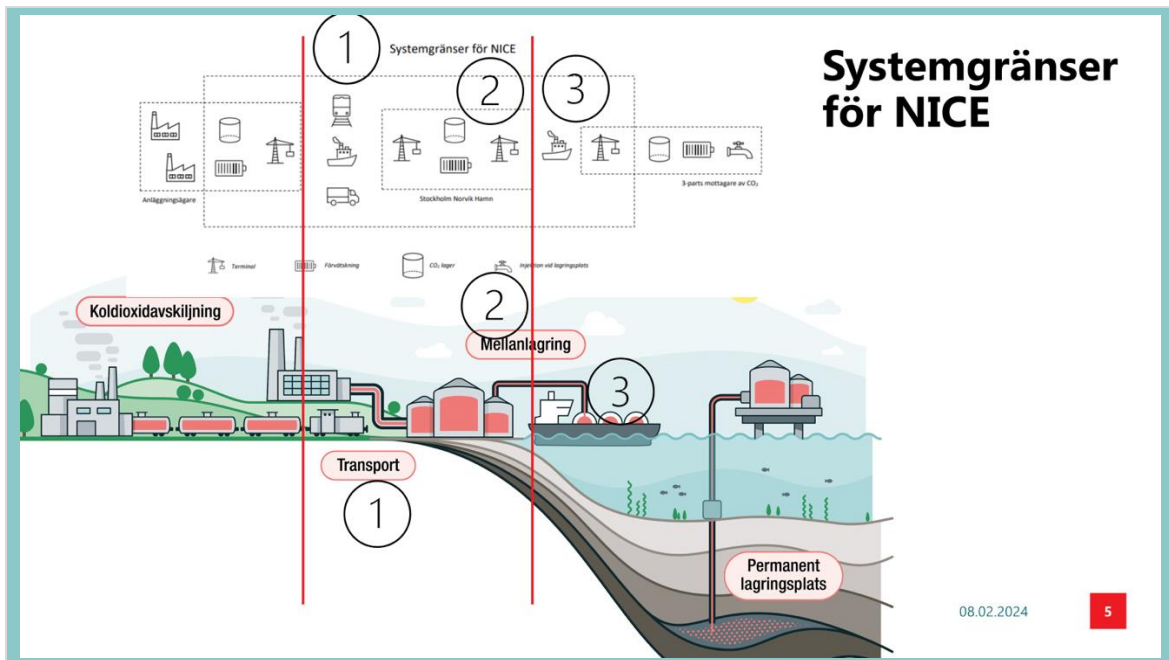 Systemgränser
för NICE
1
Systemgränser för NICE
2
3
Anläggningsägare
Stockholm Norvik Hamn
3-parts mottagare av CO₂
Terminal
Förvätskning
CO₂ lager
Injektion vid lagringsplats
2
Koldioxidavskiljning
Mellanlagring
3
Transport
1
Permanent
lagringsplats
08.02.2024
5